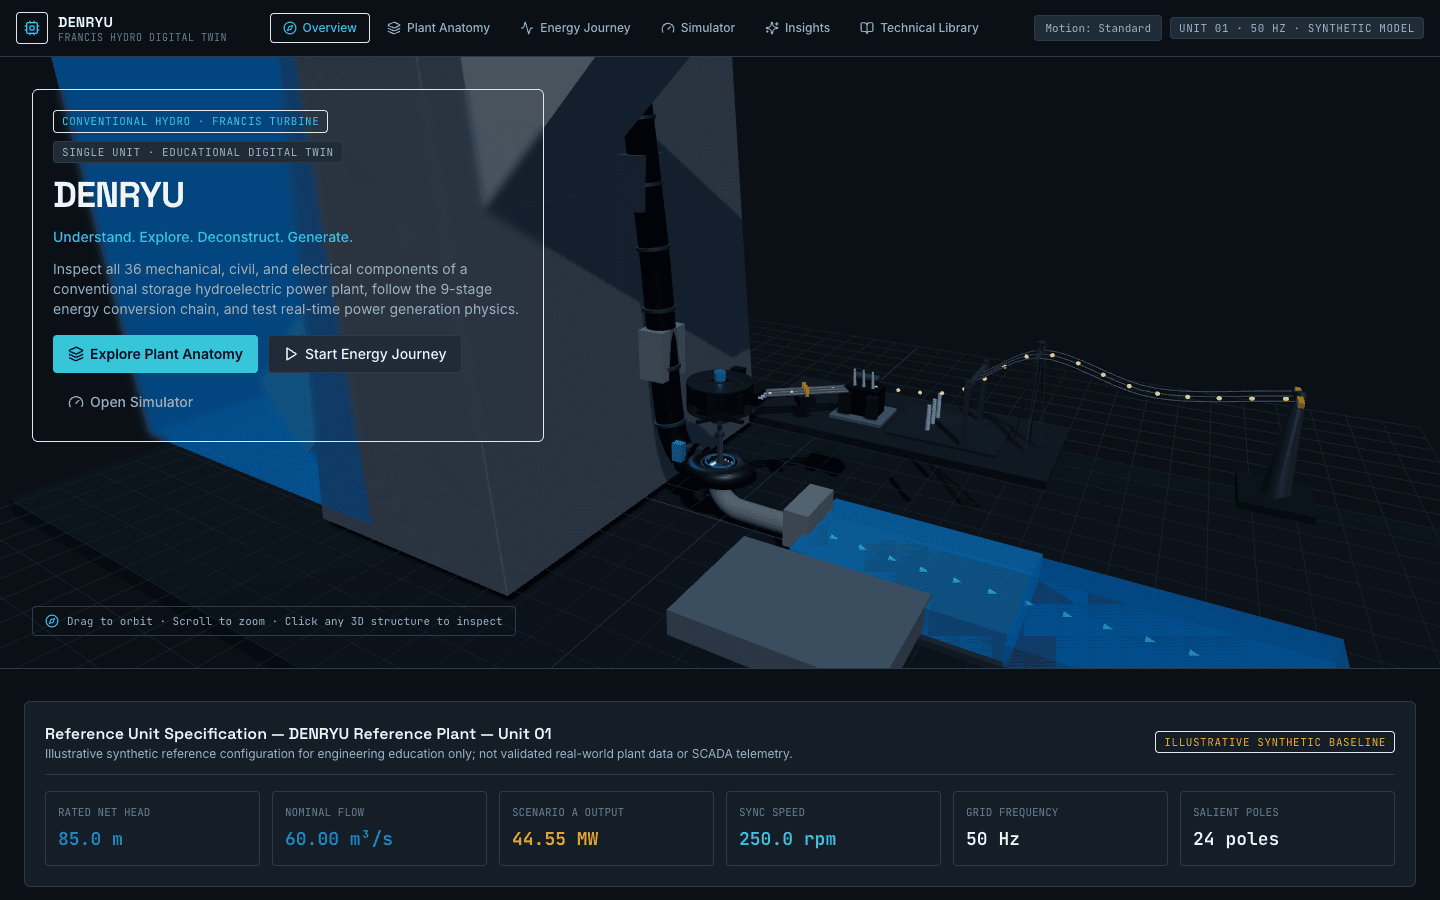 DENRYU
FRANCIS HYDRO DIGITAL TWIN
Overview
Plant Anatomy
Energy Journey
Simulator
Insights
Technical Library
Motion: Standard
UNIT 01 · 50 HZ · SYNTHETIC MODEL
CONVENTIONAL HYDRO · FRANCIS TURBINE
SINGLE UNIT · EDUCATIONAL DIGITAL TWIN
DENRYU
Understand. Explore. Deconstruct. Generate.
Inspect all 36 mechanical, civil, and electrical components of a
conventional storage hydroelectric power plant, follow the 9-stage
energy conversion chain, and test real-time power generation physics.
Explore Plant Anatomy
Start Energy Journey
Open Simulator
Drag to orbit · Scroll to zoom · Click any 3D structure to inspect
Reference Unit Specification — DENRYU Reference Plant — Unit 01
Illustrative synthetic reference configuration for engineering education only; not validated real-world plant data or SCADA telemetry.
ILLUSTRATIVE SYNTHETIC BASELINE
RATED NET HEAD
85.0 m
NOMINAL FLOW
60.00 m³/s
SCENARIO A OUTPUT
44.55 MW
SYNC SPEED
250.0 rpm
GRID FREQUENCY
50 Hz
SALIENT POLES
24 poles